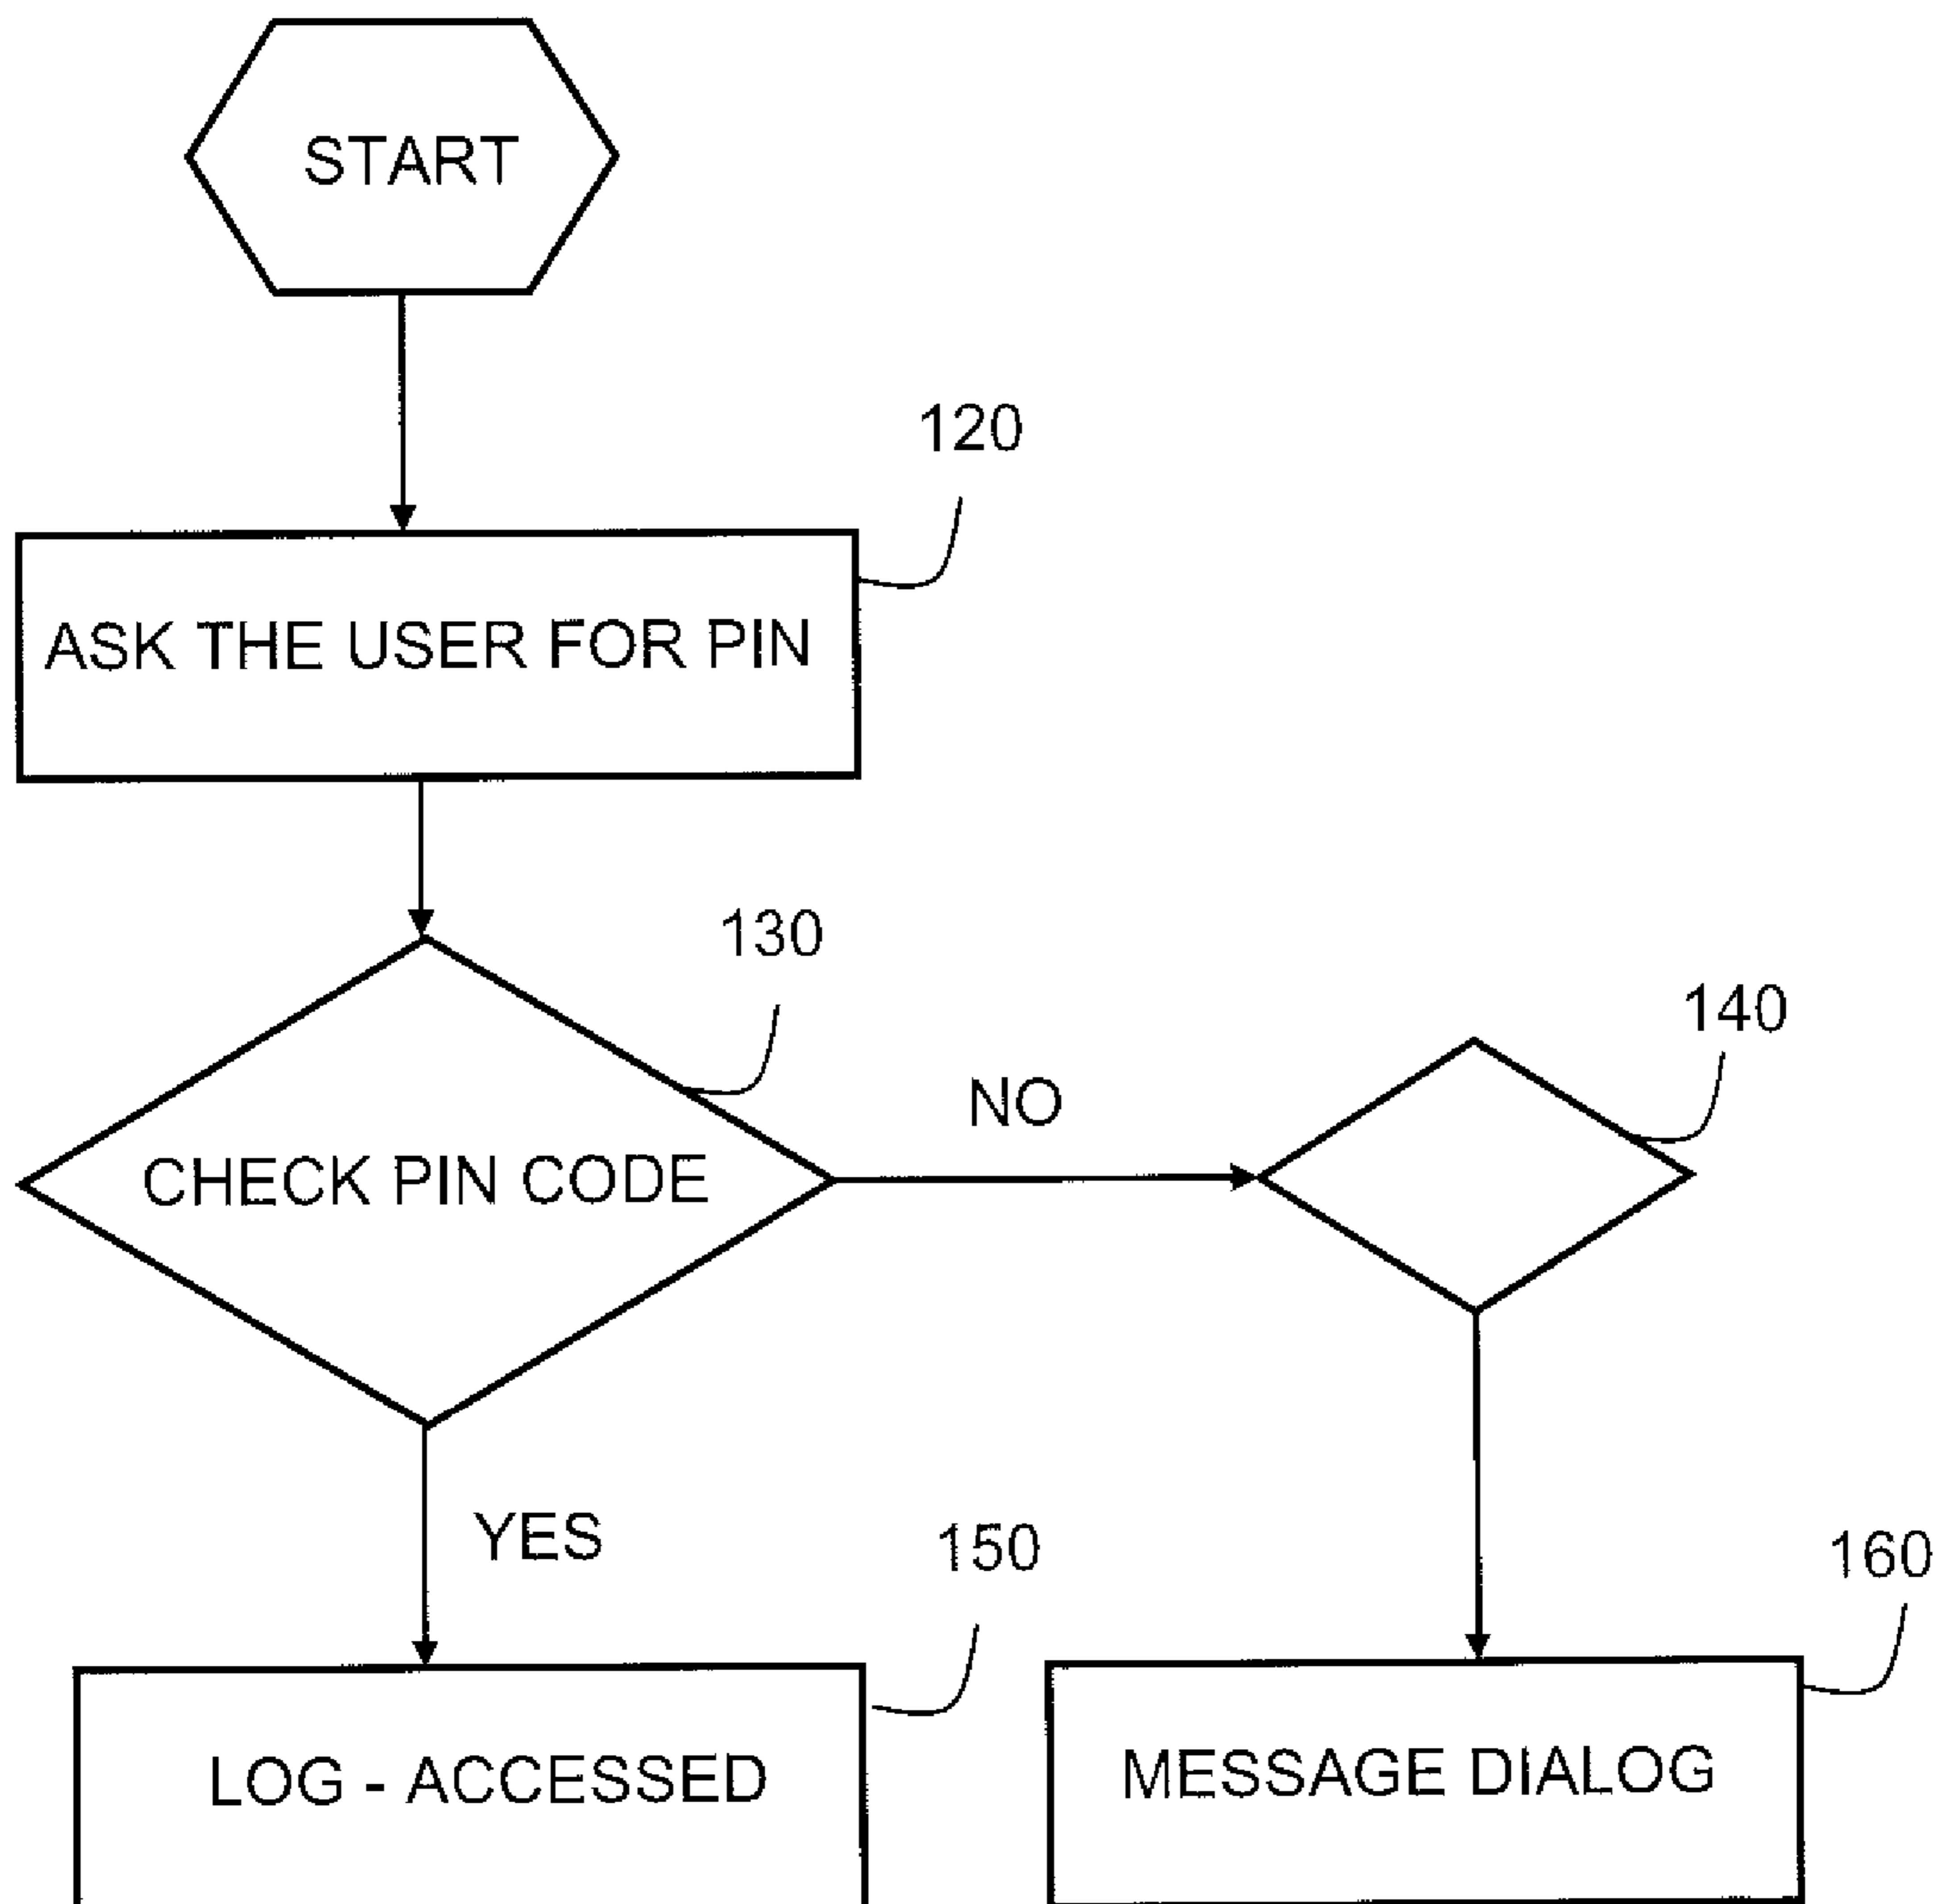 START
120
ASK THE USER FOR PIN
130
140
NO
CHECK PIN CODE
YES
150
160
LOG - ACCESSED
MESSAGE DIALOG